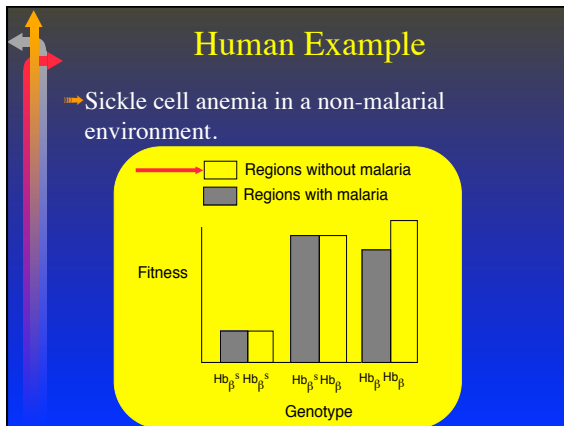 Human Example
Sickle cell anemia in a non-malarial
environment.
Regions without malaria
Regions with malaria
Fitness
Hbβˢ Hbβˢ Hbβˢ Hbβ Hbβ Hbβ
Genotype